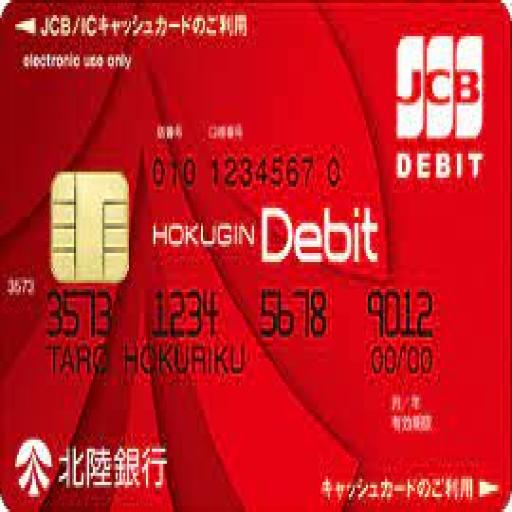 ◀ JCB/ICキャッシュカードのご利用
electronic use only
JCB
DEBIT
店番号 口座番号
010 1234567 0
HOKUGIN Debit
3573
3573 1234 5678 9012
TARO HOKURIKU 00/00
月/年
有効期限
北陸銀行
キャッシュカードのご利用 ▶